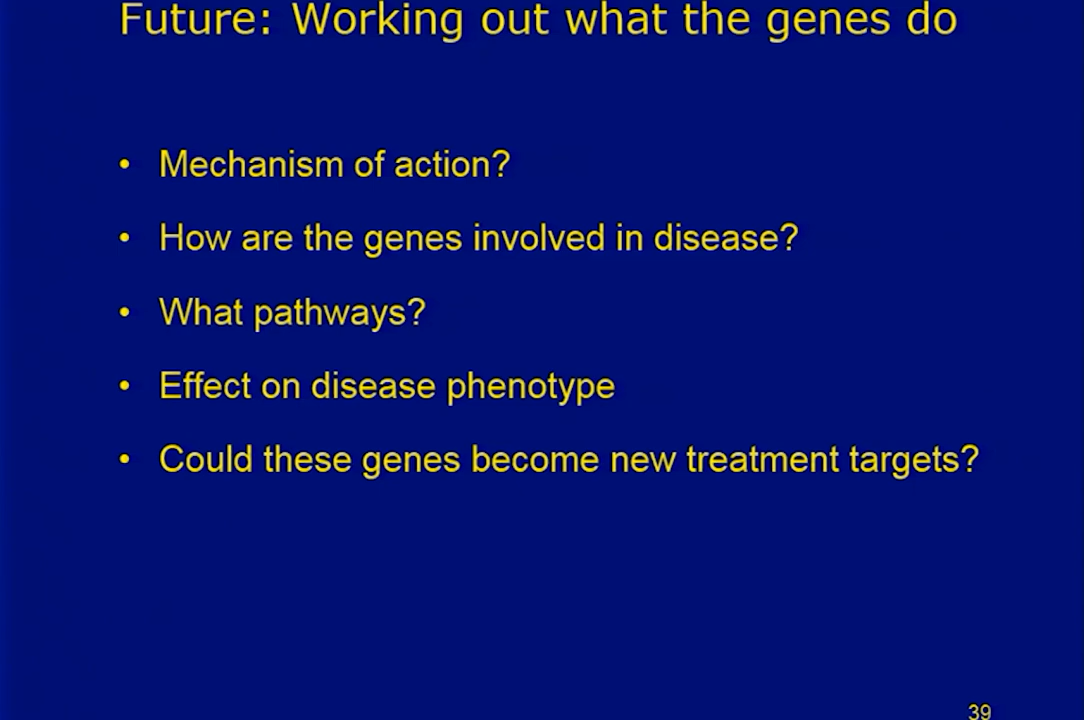 Future: Working out what the genes do
• Mechanism of action?
• How are the genes involved in disease?
• What pathways?
• Effect on disease phenotype
• Could these genes become new treatment targets?
39